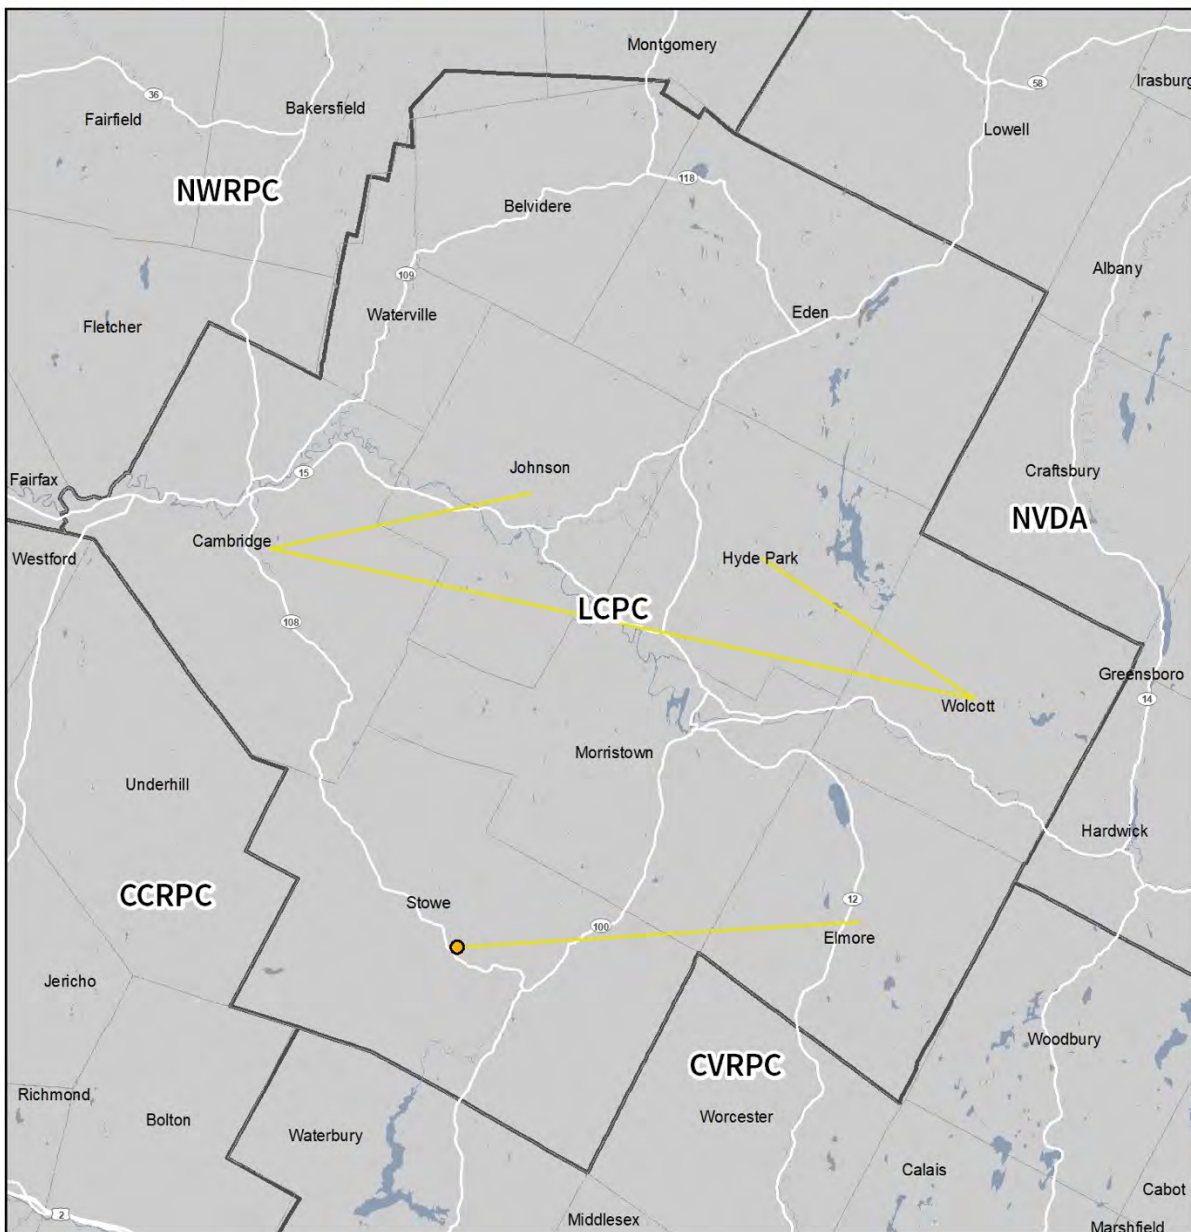 Montgomery
58
Irasburg
36
Bakersfield
Fairfield
Lowell
NWRPC
118
Belvidere
Albany
109
Waterville
Eden
Fletcher
Johnson
15
Craftsbury
Fairfax
NVDA
Cambridge
Westford
Hyde Park
LCPC
108
Greensboro
14
Wolcott
Morristown
Underhill
Hardwick
CCRPC
Stowe
12
100
Elmore
Jericho
Woodbury
CVRPC
Richmond
Worcester
Bolton
Waterbury
Calais
Cabot
2
Middlesex
Marshfield